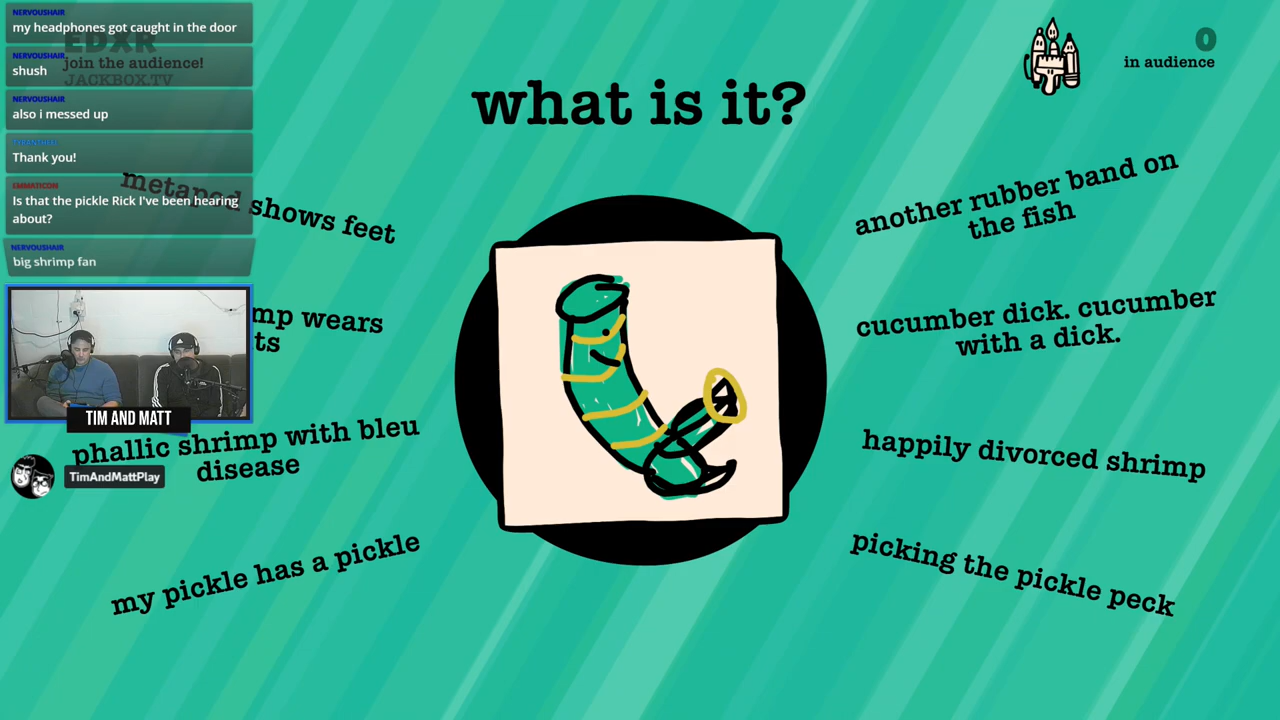 NERVOUSHAIR
my headphones got caught in the door
EDXR
join the audience!
JACKBOX.TV
NERVOUSHAIR
shush
NERVOUSHAIR
also i messed up
Thank you!
EMMATICON
Is that the pickle Rick I've been hearing
about?
NERVOUSHAIR
big shrimp fan
TIM AND MATT
TimAndMattPlay
0
in audience
what is it?
metapod shows feet
mp wears
ts
phallic shrimp with bleu
disease
my pickle has a pickle
another rubber band on
the fish
cucumber dick. cucumber
with a dick.
happily divorced shrimp
picking the pickle peck